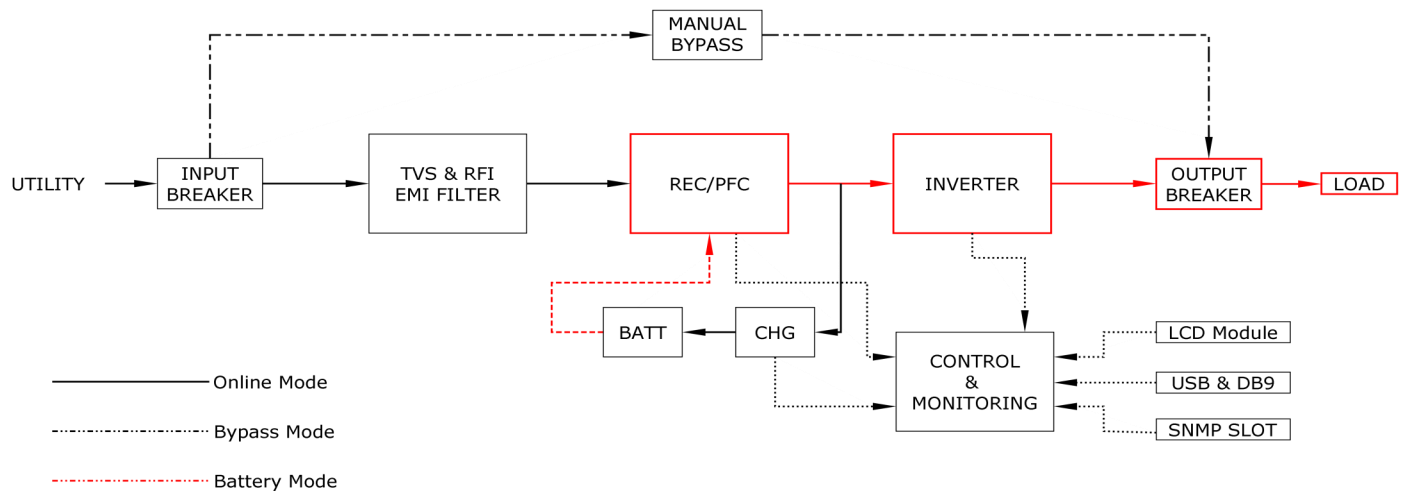 MANUAL
BYPASS
UTILITY
INPUT
BREAKER
TVS & RFI
EMI FILTER
REC/PFC
INVERTER
OUTPUT
BREAKER
LOAD
BATT
CHG
CONTROL
&
MONITORING
LCD Module
USB & DB9
SNMP SLOT
Online Mode
Bypass Mode
Battery Mode